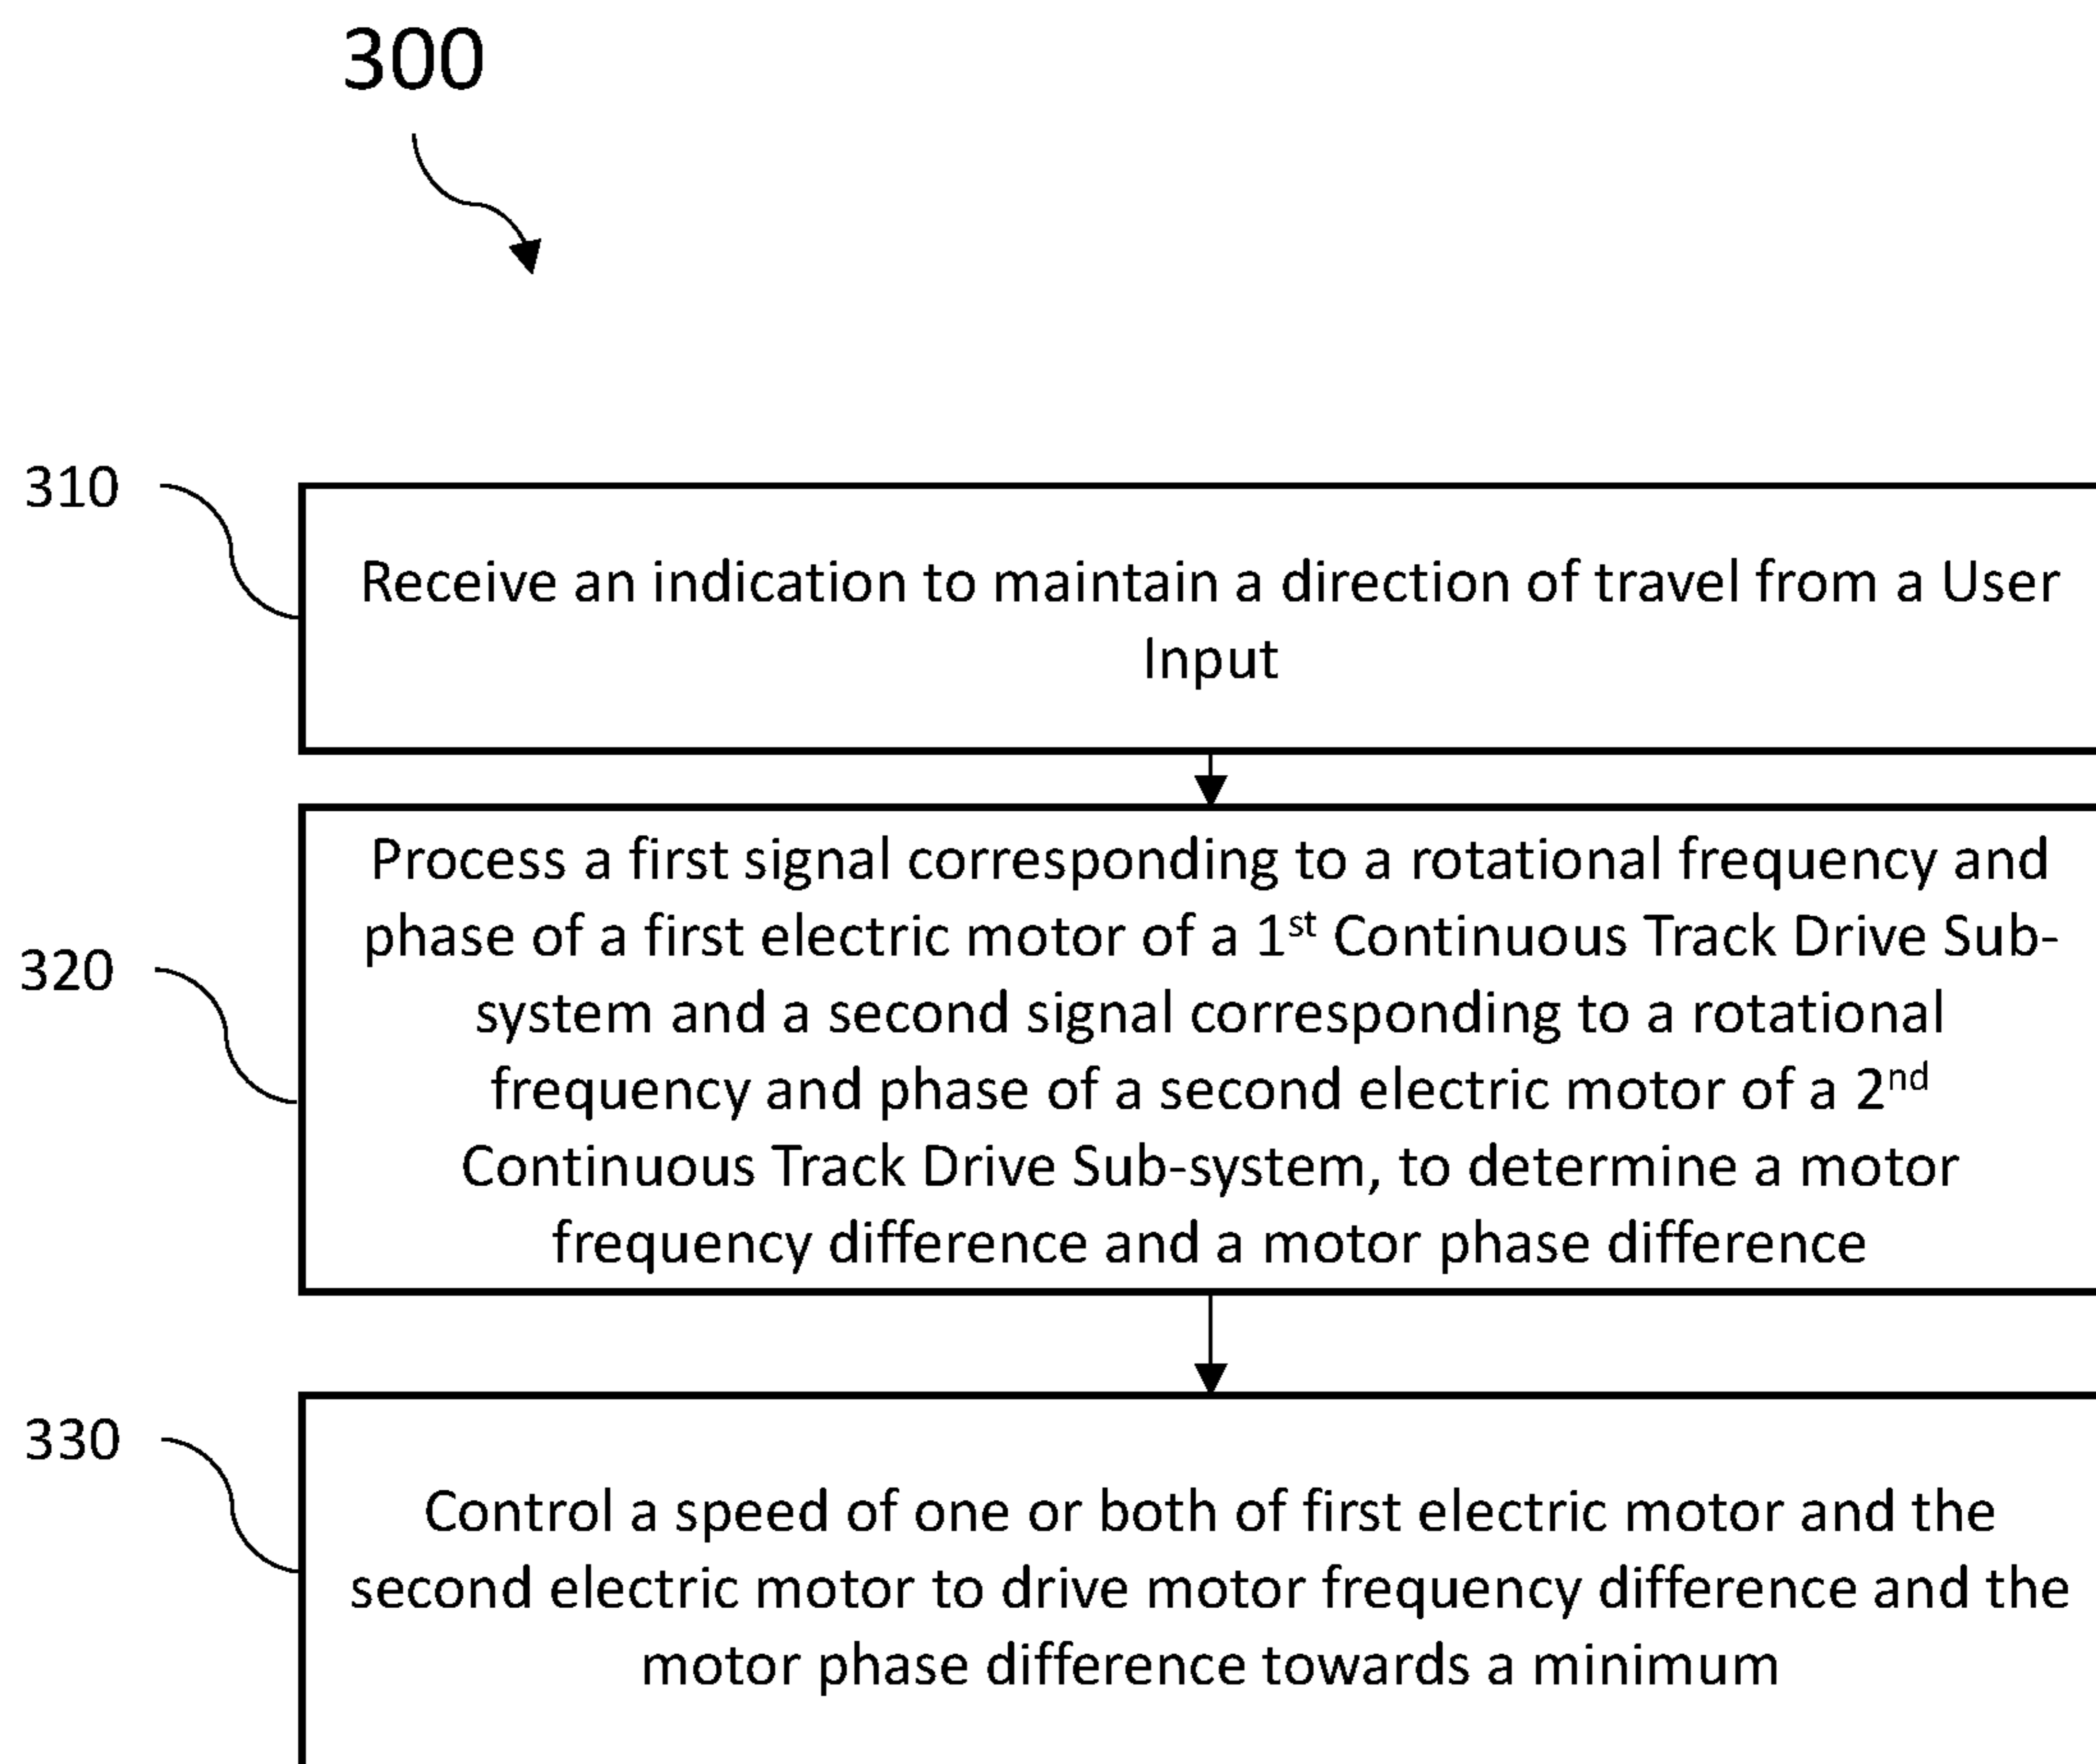 300
310
Receive an indication to maintain a direction of travel from a User
Input
320
Process a first signal corresponding to a rotational frequency and
phase of a first electric motor of a 1st Continuous Track Drive Sub-
system and a second signal corresponding to a rotational
frequency and phase of a second electric motor of a 2nd
Continuous Track Drive Sub-system, to determine a motor
frequency difference and a motor phase difference
330
Control a speed of one or both of first electric motor and the
second electric motor to drive motor frequency difference and the
motor phase difference towards a minimum